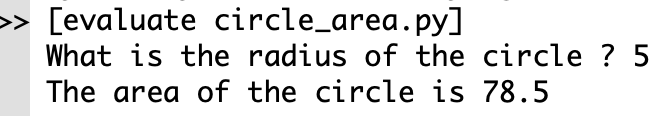 >> [evaluate circle_area.py]
What is the radius of the circle ? 5
The area of the circle is 78.5